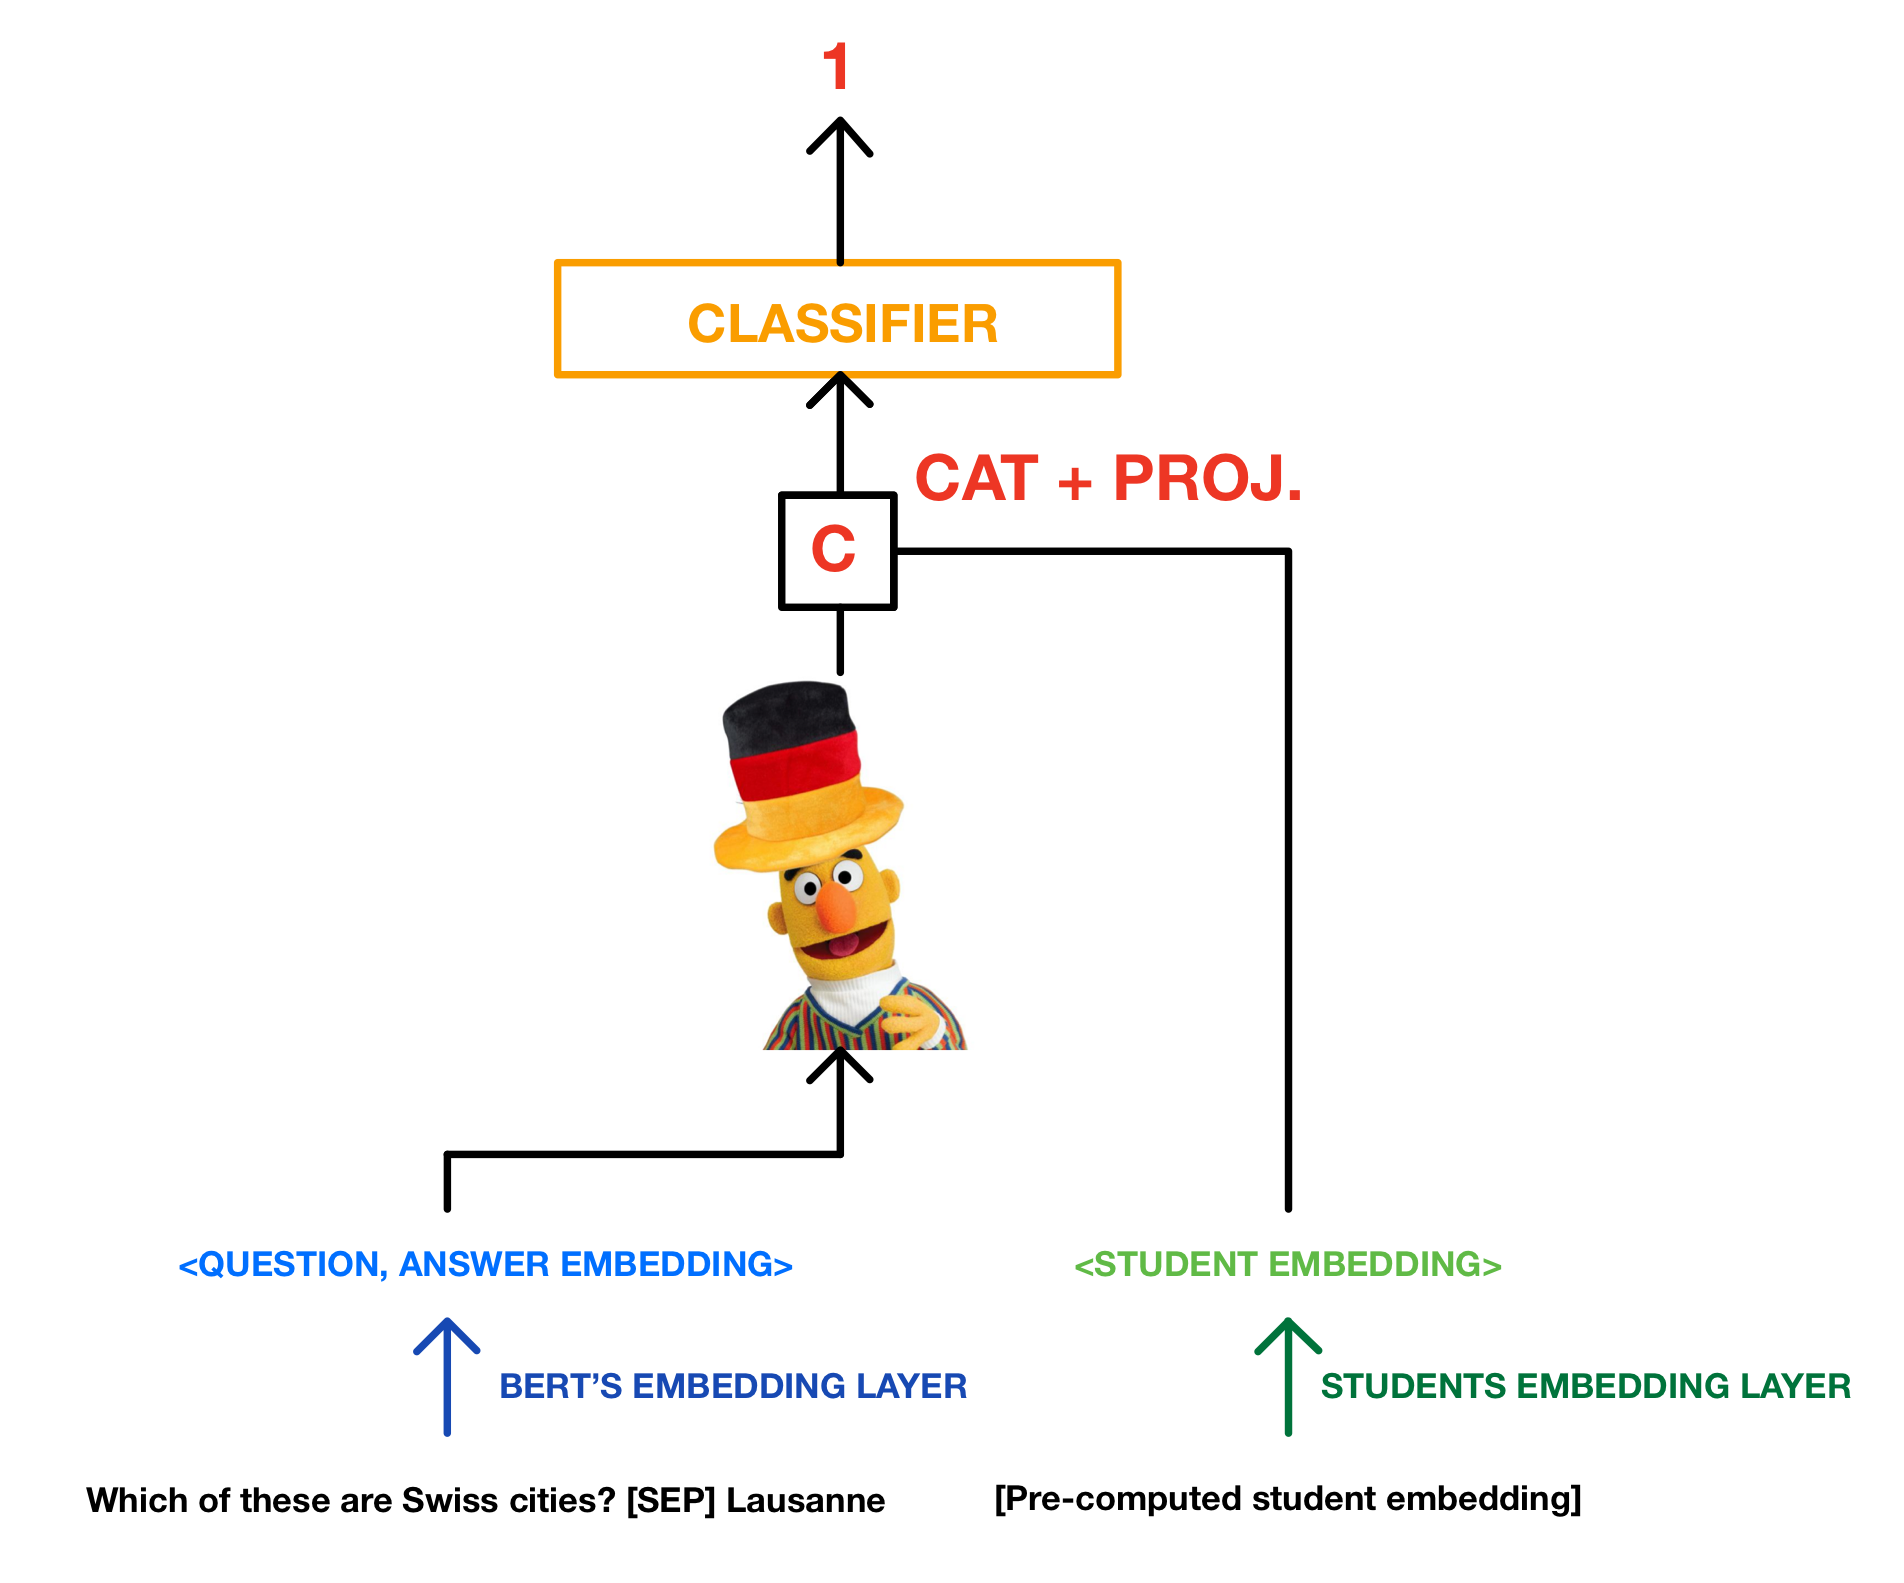 1
CLASSIFIER
CAT + PROJ.
C
<QUESTION, ANSWER EMBEDDING>
<STUDENT EMBEDDING>
BERT’S EMBEDDING LAYER
STUDENTS EMBEDDING LAYER
Which of these are Swiss cities? [SEP] Lausanne
[Pre-computed student embedding]